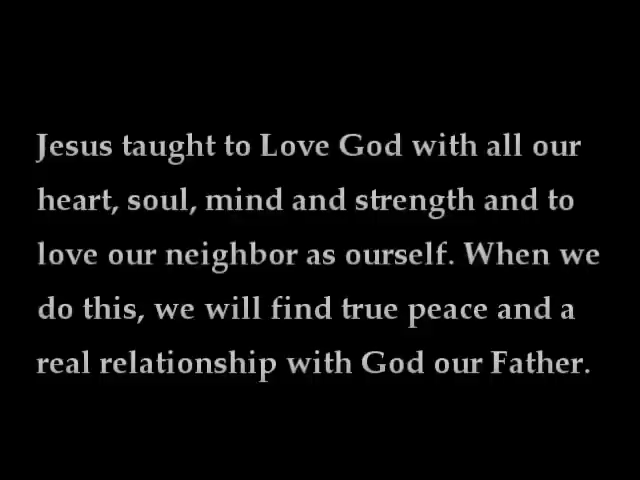 Jesus taught to Love God with all our
heart, soul, mind and strength and to
love our neighbor as ourself. When we
do this, we will find true peace and a
real relationship with God our Father.